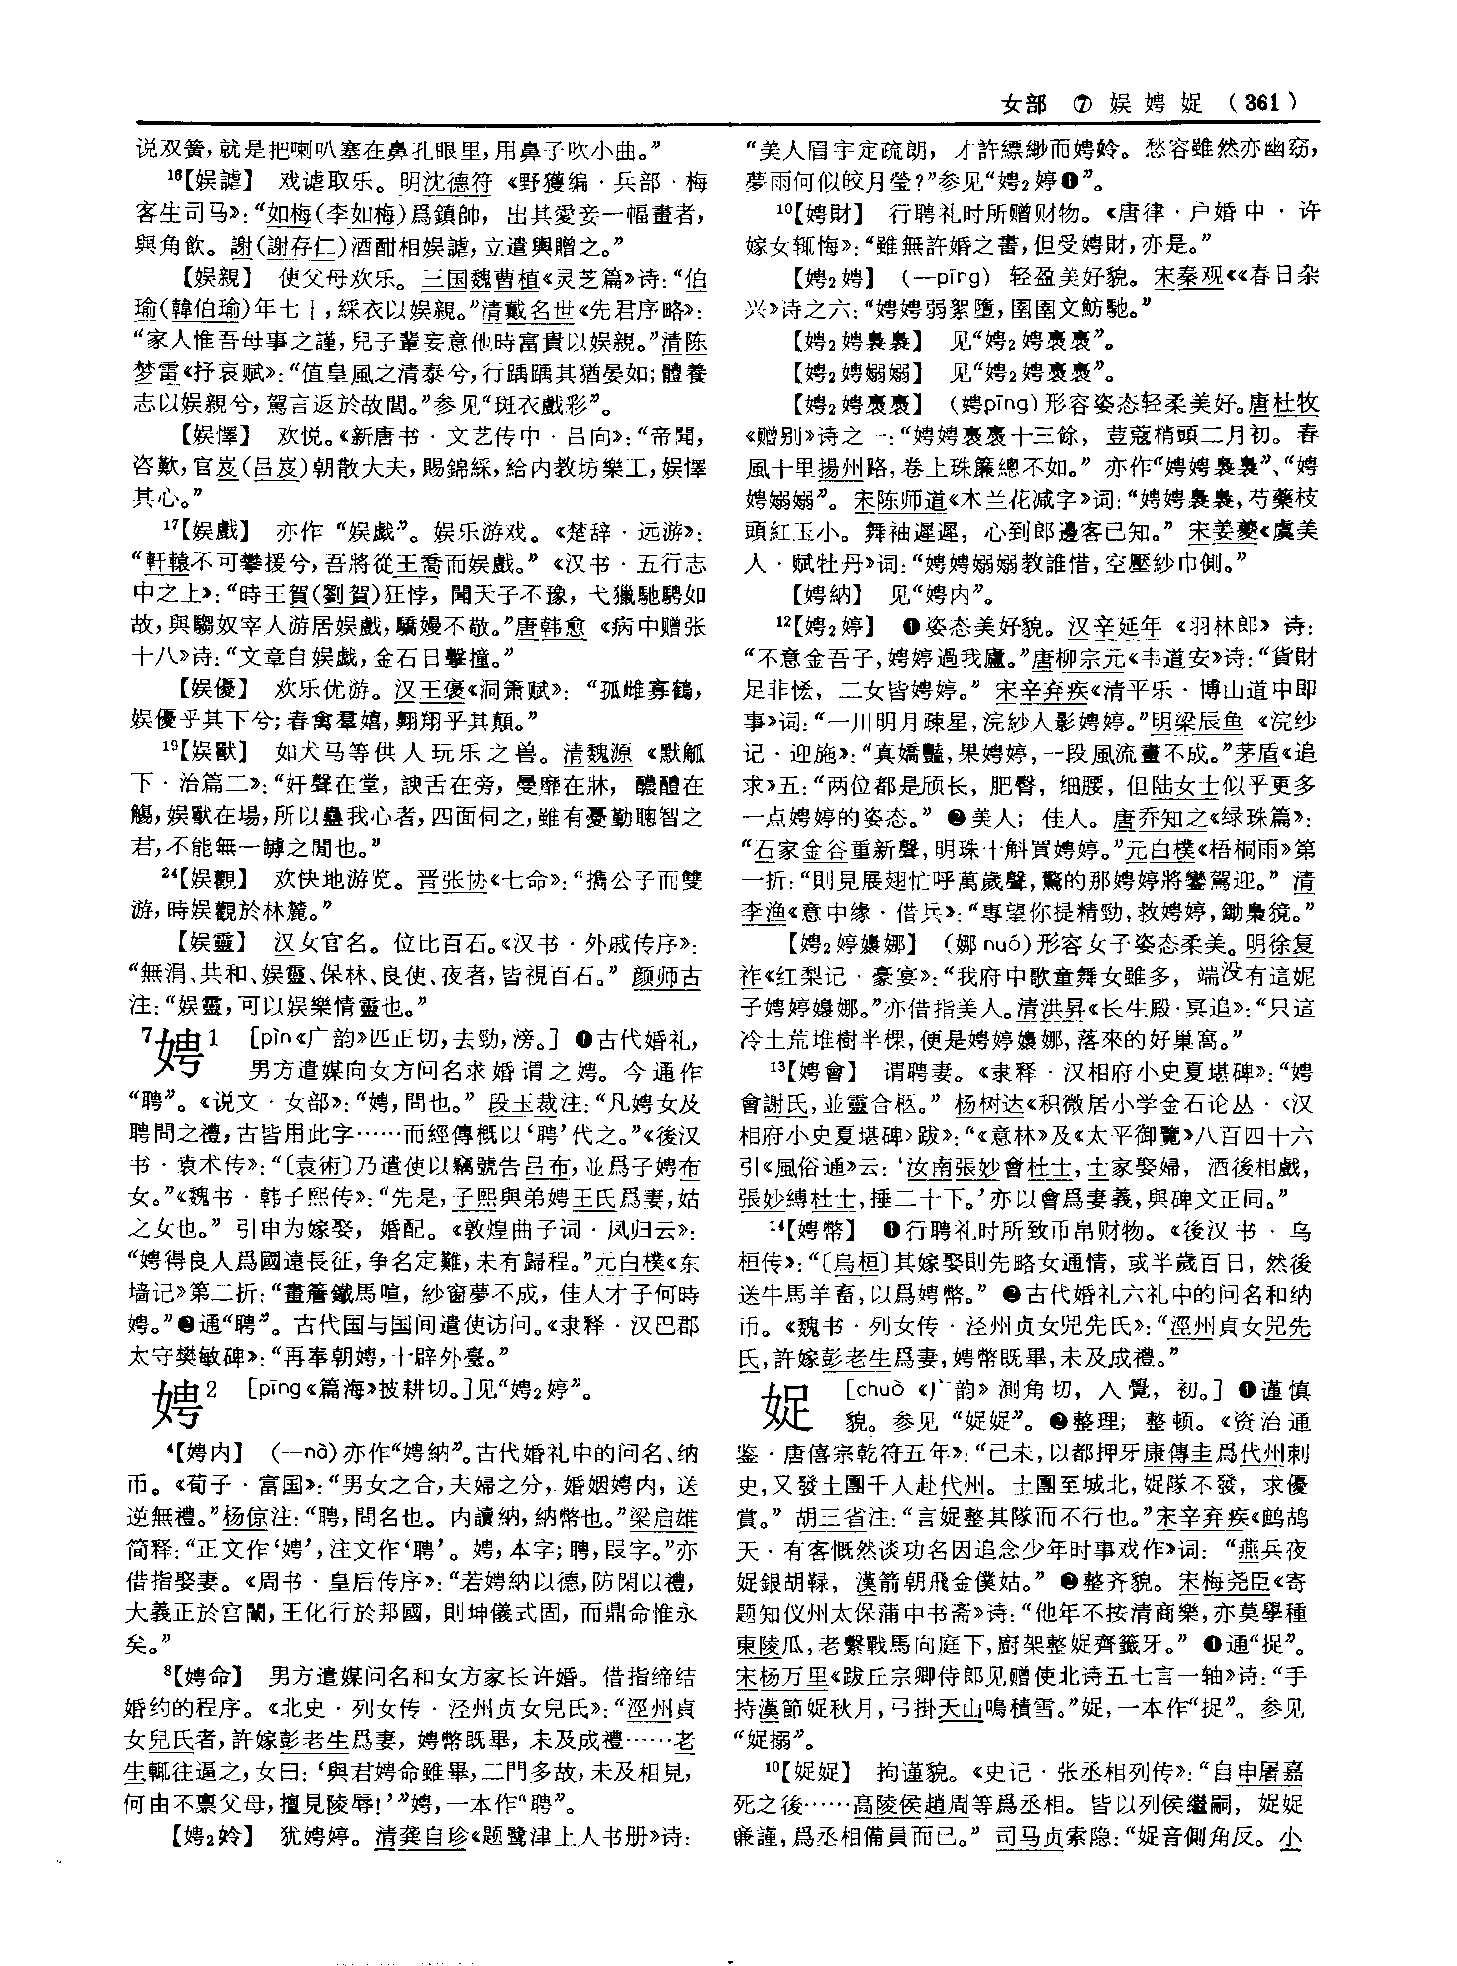 女部 ⑦ 娱 娉 娖 （361）
说双簧，就是把喇叭塞在鼻孔眼里，用鼻子吹小曲。”
16【娱謔】 戏谑取乐。明沈德符《野獲编·兵部·梅
客生司马》：“如梅(李如梅)爲鎮帥，出其愛妾一幅畫者，
與角飲。謝(謝存仁)酒酣相娱謔，立遣輿贈之。”
【娱親】 使父母欢乐。三国魏曹植《灵芝篇》诗：“伯
瑜(韓伯瑜)年七十，綵衣以娱親。”清戴名世《先君序略》：
“家人惟吾母事之謹，兒子輩妄意他時富貴以娱親。”清陈
梦雷《抒哀赋》：“值皇風之清泰兮，行踽踽其猶晏如；體養
志以娱親兮，駕言返於故閭。”参见“斑衣戲彩”。
【娱懌】 欢悦。《新唐书·文艺传中·吕向》：“帝聞，
咨歎，官岌(吕岌)朝散大夫，賜錦綵，給内教坊樂工，娱懌
其心。”
17【娱戲】 亦作“娱戯”。娱乐游戏。《楚辞·远游》：
“軒轅不可攀援兮，吾將從王喬而娱戲。”《汉书·五行志
中之上》：“時王賀(劉賀)狂悖，聞天子不豫，弋獵馳騁如
故，與騶奴宰人游居娱戲，驕嫚不敬。”唐韩愈《病中赠张
十八》诗：“文章自娱戯，金石日擊撞。”
【娱優】 欢乐优游。汉王褒《洞箫赋》：“孤雌寡鶴，
娱優乎其下兮；春禽羣嬉，翺翔乎其顛。”
19【娱獸】 如犬马等供人玩乐之兽。清魏源《默觚
下·治篇二》：“奸聲在堂，諛舌在旁，曼靡在牀，醲醴在
觴，娱獸在場，所以蠱我心者，四面伺之，雖有憂勤聰智之
君，不能無一罅之閒也。”
24【娱觀】 欢快地游览。晋张协《七命》：“攜公子而雙
游，時娱觀於林麓。”
【娱靈】 汉女官名。位比百石。《汉书·外戚传序》：
“無涓、共和、娱靈、保林、良使、夜者，皆視百石。”颜师古
注：“娱靈，可以娱樂情靈也。”
7娉1 [pìn《广韵》匹正切，去勁，滂。] ❶古代婚礼，
男方遣媒向女方问名求婚谓之娉。今通作
“聘”。《说文·女部》：“娉，問也。”段玉裁注：“凡娉女及
聘問之禮，古皆用此字……而經傳概以‘聘’代之。”《後汉
书·袁术传》：“〔袁術〕乃遣使以竊號告吕布，並爲子娉布
女。”《魏书·韩子熙传》：“先是，子熙與弟娉王氏爲妻，姑
之女也。”引申为嫁娶，婚配。《敦煌曲子词·凤归云》：
“娉得良人爲國遠長征，争名定難，未有歸程。”元白樸《东
墙记》第二折：“畫簷鐵馬喧，紗窗夢不成，佳人才子何時
娉。”❷通“聘”。古代国与国间遣使访问。《隶释·汉巴郡
太守樊敏碑》：“再奉朝娉，十辟外臺。”
娉2 [pīng《篇海》披耕切。]见“娉₂婷”。
4【娉内】 (—nà)亦作“娉納”。古代婚礼中的问名、纳
币。《荀子·富国》：“男女之合，夫婦之分，婚姻娉内，送
逆無禮。”杨倞注：“聘，問名也。内讀納，納幣也。”梁启雄
简释：“正文作‘娉’，注文作‘聘’。娉，本字；聘，叚字。”亦
借指娶妻。《周书·皇后传序》：“若娉納以德，防閑以禮，
大義正於宫闈，王化行於邦國，則坤儀式固，而鼎命惟永
矣。”
8【娉命】 男方遣媒问名和女方家长许婚。借指缔结
婚约的程序。《北史·列女传·泾州贞女兒氏》：“涇州貞
女兒氏者，許嫁彭老生爲妻，娉幣既畢，未及成禮……老
生輒往逼之，女曰：‘與君娉命雖畢，二門多故，未及相見，
何由不禀父母，擅見陵辱！’”娉，一本作“聘”。
【娉₂姈】 犹娉婷。清龚自珍《题鹭津上人书册》诗：
“美人眉宇定疏朗，才許縹緲而娉姈。愁容雖然亦幽窈，
夢雨何似皎月瑩？”参见“娉₂婷❶”。
10【娉財】 行聘礼时所赠财物。《唐律·户婚中·许
嫁女辄悔》：“雖無許婚之書，但受娉財，亦是。”
【娉₂娉】 (—pīng) 轻盈美好貌。宋秦观《《春日杂
兴》诗之六：“娉娉弱絮墮，圉圉文魴馳。”
【娉₂娉裊裊】 见“娉₂娉裹裹”。
【娉₂娉嫋嫋】 见“娉₂娉褭褭”。
【娉₂娉褭褭】 (娉pīng)形容姿态轻柔美好。唐杜牧
《赠别》诗之一：“娉娉褭褭十三餘，荳蔻梢頭二月初。春
風十里揚州路，卷上珠簾總不如。”亦作“娉娉裊裊”、“娉
娉嫋嫋”。宋陈师道《木兰花减字》词：“娉娉裊裊，芍藥枝
頭紅玉小。舞袖遲遲，心到郎邊客已知。”宋姜夔《虞美
人·赋牡丹》词：“娉娉嫋嫋教誰惜，空壓紗巾側。”
【娉納】 见“娉内”。
12【娉₂婷】 ❶姿态美好貌。汉辛延年《羽林郎》诗：
“不意金吾子，娉婷過我廬。”唐柳宗元《韦道安》诗：“貨財
足非恡，二女皆娉婷。”宋辛弃疾《清平乐·博山道中即
事》词：“一川明月疎星，浣紗人影娉婷。”明梁辰鱼《浣纱
记·迎施》：“真嬌豔，果娉婷，一段風流畫不成。”茅盾《追
求》五：“两位都是颀长，肥臀，细腰，但陆女士似乎更多
一点娉婷的姿态。”❷美人；佳人。唐乔知之《绿珠篇》：
“石家金谷重新聲，明珠十斛買娉婷。”元白樸《梧桐雨》第
一折：“則見展翅忙呼萬歲聲，驚的那娉婷將鑾駕迎。”清
李渔《意中缘·借兵》：“專望你提精勁，救娉婷，鋤梟獍。”
【娉₂婷嬝娜】 (娜nuó)形容女子姿态柔美。明徐复
祚《红梨记·豪宴》：“我府中歌童舞女雖多，端没有這妮
子娉婷嬝娜。”亦借指美人。清洪昇《长生殿·冥追》：“只這
冷土荒堆樹半棵，便是娉婷嬝娜，落來的好巢窩。”
13【娉會】 谓聘妻。《隶释·汉相府小史夏堪碑》：“娉
會謝氏，並靈合柩。”杨树达《积微居小学金石论丛·〈汉
相府小史夏堪碑〉跋》：“《意林》及《太平御覽》八百四十六
引《風俗通》云：‘汝南張妙會杜士，士家娶婦，酒後相戲，
張妙縛杜士，捶二十下。’亦以會爲妻義，與碑文正同。”
14【娉幣】 ❶行聘礼时所致币帛财物。《後汉书·乌
桓传》：“〔烏桓〕其嫁娶則先略女通情，或半歲百日，然後
送牛馬羊畜，以爲娉幣。”❷古代婚礼六礼中的问名和纳
币。《魏书·列女传·泾州贞女兕先氏》：“涇州貞女兕先
氏，許嫁彭老生爲妻，娉幣既畢，未及成禮。”
娖 [chuò《广韵》测角切，入覺，初。] ❶谨慎
貌。参见“娖娖”。❷整理；整顿。《资治通
鉴·唐僖宗乾符五年》：“己未，以都押牙康傳圭爲代州刺
史，又發土團千人赴代州。土團至城北，娖隊不發，求優
賞。”胡三省注：“言娖整其隊而不行也。”宋辛弃疾《鹧鸪
天·有客慨然谈功名因追念少年时事戏作》词：“燕兵夜
娖銀胡䩮，漢箭朝飛金僕姑。”❷整齐貌。宋梅尧臣《寄
题知仪州太保蒲中书斋》诗：“他年不按清商樂，亦莫學種
東陵瓜，老繫戰馬向庭下，廚架整娖齊籤牙。”❶通“捉”。
宋杨万里《跋丘宗卿侍郎见赠使北诗五七言一轴》诗：“手
持漢節娖秋月，弓掛天山鳴積雪。”娖，一本作“捉”。参见
“娖搦”。
10【娖娖】 拘谨貌。《史记·张丞相列传》：“自申屠嘉
死之後……高陵侯趙周等爲丞相。皆以列侯繼嗣，娖娖
廉謹，爲丞相備員而已。”司马贞索隐：“娖音側角反。小